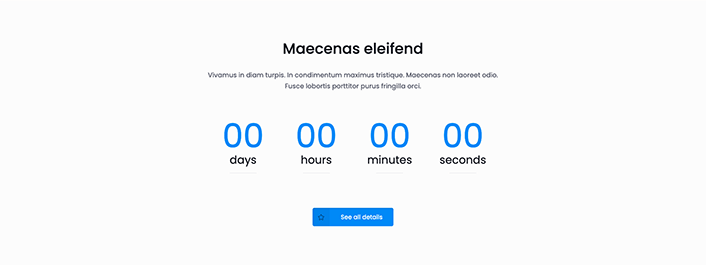 Maecenas eleifend
Vivamus in diam turpis. In condimentum maximus tristique. Maecenas non laoreet odio.
Fusce lobortis porttitor purus fringilla orci.
00 00 00 00
days hours minutes seconds
See all details